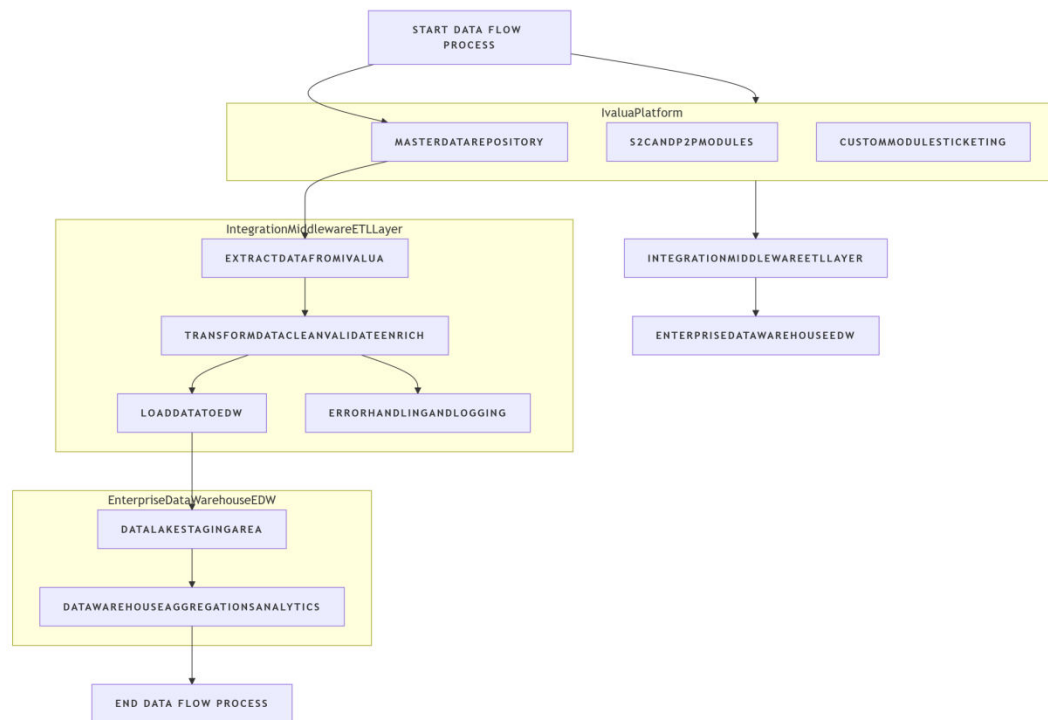 START DATA FLOW
PROCESS
IvaluaPlatform
MASTERDATAREPOSITORY
S2CANDP2PMODULES
CUSTOMMODULESTICKETING
IntegrationMiddlewareETLLayer
EXTRACTDATAFROMIVALUA
INTEGRATIONMIDDLEWAREETLLAYER
TRANSFORMDATACLEANVALIDATEENRICH
ENTERPRISEDATAWAREHOUSEEDW
LOADDATATOEDW
ERRORHANDLINGANDLOGGING
EnterpriseDataWarehouseEDW
DATALAKESTAGINGAREA
DATAWAREHOUSEAGGREGATIONSANALYTICS
END DATA FLOW PROCESS